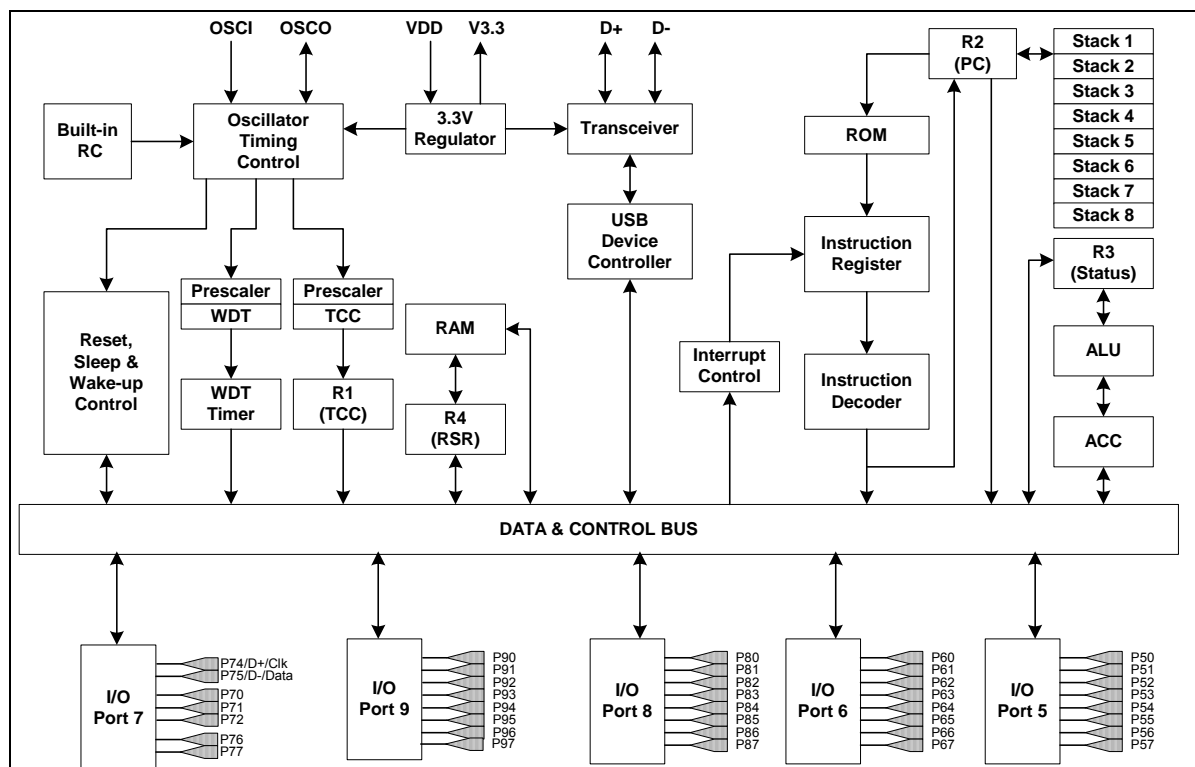 OSCI
OSCO
VDD
V3.3
D+
D-
R2
(PC)
Stack 1
Stack 2
Stack 3
Stack 4
Stack 5
Stack 6
Stack 7
Stack 8
Built-in
RC
Oscillator
Timing
Control
3.3V
Regulator
Transceiver
ROM
USB
Device
Controller
Instruction
Register
R3
(Status)
Prescaler
WDT
Prescaler
TCC
RAM
Reset,
Sleep &
Wake-up
Control
WDT
Timer
R1
(TCC)
R4
(RSR)
Interrupt
Control
Instruction
Decoder
ALU
ACC
DATA & CONTROL BUS
I/O
Port 7
P74/D+/Clk
P75/D-/Data
P70
P71
P72
P76
P77
I/O
Port 9
P90
P91
P92
P93
P94
P95
P96
P97
I/O
Port 8
P80
P81
P82
P83
P84
P85
P86
P87
I/O
Port 6
P60
P61
P62
P63
P64
P65
P66
P67
I/O
Port 5
P50
P51
P52
P53
P54
P55
P56
P57